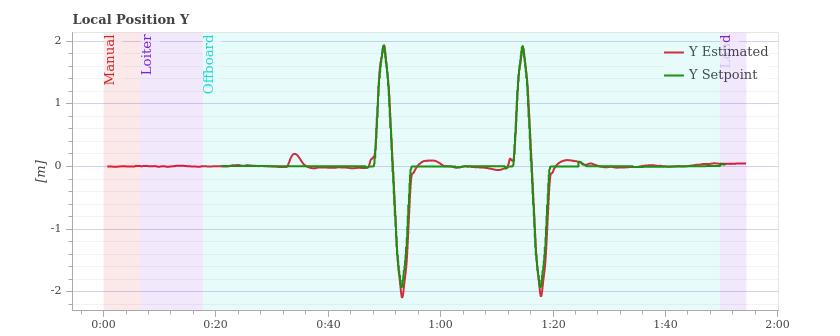 Local Position Y
Manual
Loiter
Offboard
Land
Y Estimated
Y Setpoint
[m]
2
1
0
-1
-2
0:00
0:20
0:40
1:00
1:20
1:40
2:00